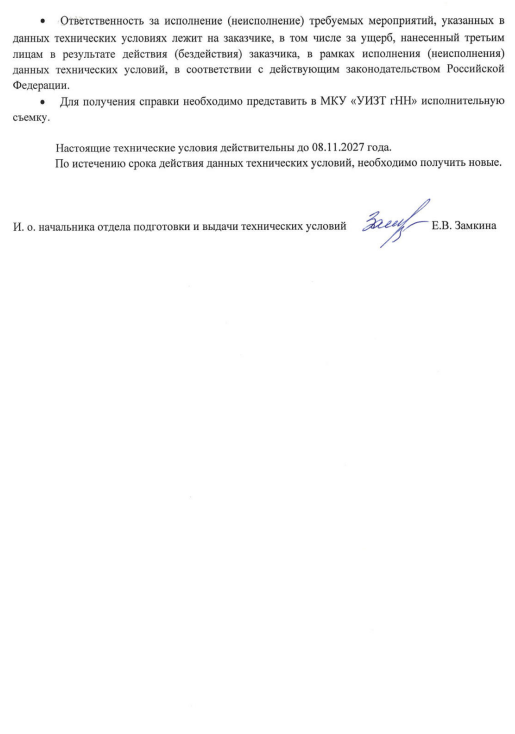 • Ответственность за исполнение (неисполнение) требуемых мероприятий, указанных в
данных технических условиях лежит на заказчике, в том числе за ущерб, нанесенный третьим
лицам в результате действия (бездействия) заказчика, в рамках исполнения (неисполнения)
данных технических условий, в соответствии с действующим законодательством Российской
Федерации.
• Для получения справки необходимо представить в МКУ «УИЗТ гНН» исполнительную
съемку.
Настоящие технические условия действительны до 08.11.2027 года.
По истечению срока действия данных технических условий, необходимо получить новые.
И. о. начальника отдела подготовки и выдачи технических условий Е.В. Замкина